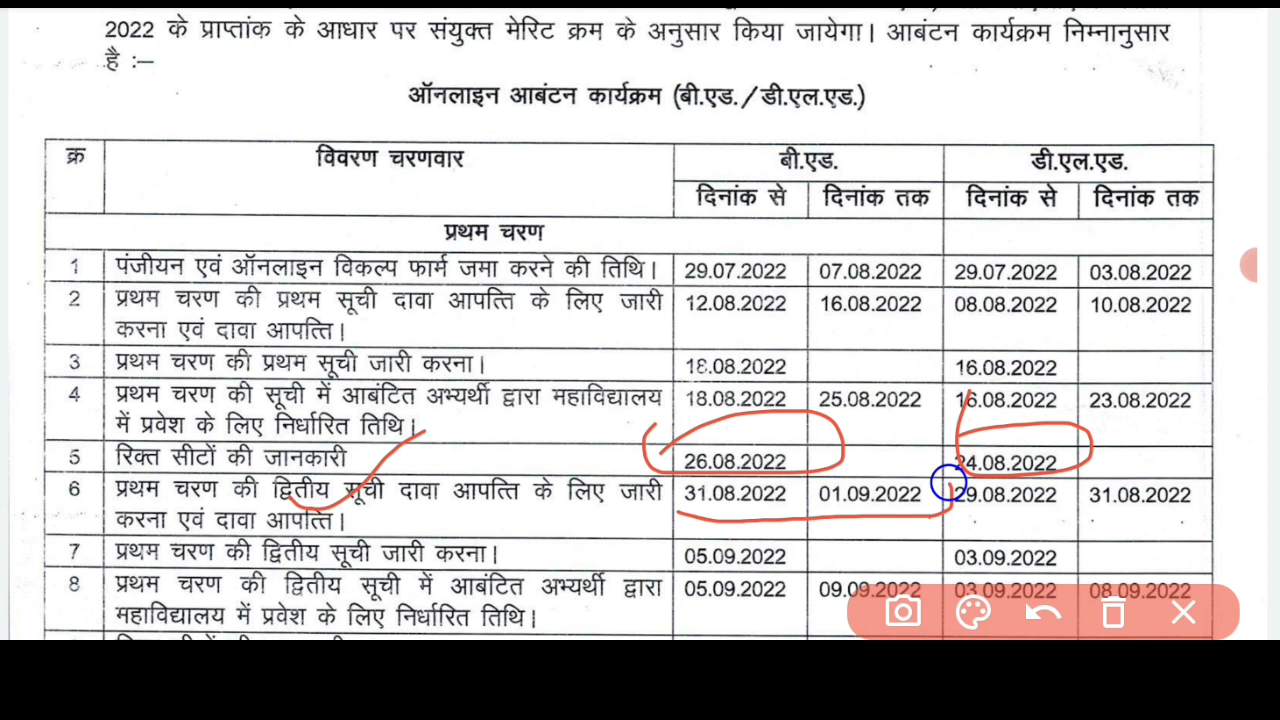 2022 के प्राप्तांक के आधार पर संयुक्त मेरिट क्रम के अनुसार किया जायेगा। आबंटन कार्यक्रम निम्नानुसार
है :–
ऑनलाइन आबंटन कार्यक्रम (बी.एड./डी.एल.एड.)
क्र विवरण चरणवार बी.एड. डी.एल.एड.
दिनांक से दिनांक तक दिनांक से दिनांक तक
प्रथम चरण
1 पंजीयन एवं ऑनलाइन विकल्प फार्म जमा करने की तिथि। 29.07.2022 07.08.2022 29.07.2022 03.08.2022
2 प्रथम चरण की प्रथम सूची दावा आपत्ति के लिए जारी 12.08.2022 16.08.2022 08.08.2022 10.08.2022
करना एवं दावा आपत्ति।
3 प्रथम चरण की प्रथम सूची जारी करना। 18.08.2022 16.08.2022
4 प्रथम चरण की सूची में आबंटित अभ्यर्थी द्वारा महाविद्यालय 18.08.2022 25.08.2022 16.08.2022 23.08.2022
में प्रवेश के लिए निर्धारित तिथि।
5 रिक्त सीटों की जानकारी 26.08.2022 24.08.2022
6 प्रथम चरण की द्वितीय सूची दावा आपत्ति के लिए जारी 31.08.2022 01.09.2022 29.08.2022 31.08.2022
करना एवं दावा आपत्ति।
7 प्रथम चरण की द्वितीय सूची जारी करना। 05.09.2022 03.09.2022
8 प्रथम चरण की द्वितीय सूची में आबंटित अभ्यर्थी द्वारा 05.09.2022 09.09.2022 03.09.2022 08.09.2022
महाविद्यालय में प्रवेश के लिए निर्धारित तिथि।